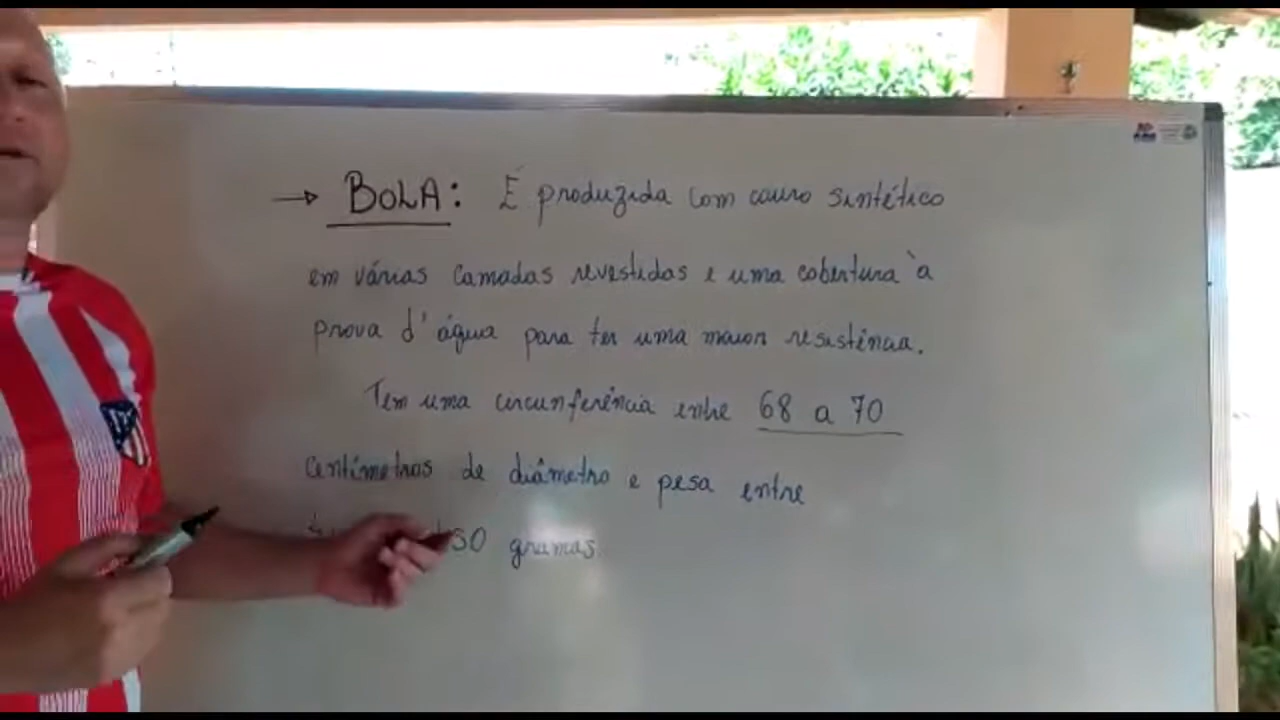 → BOLA: É produzida com couro sintético
em várias camadas revestidas e uma cobertura à
prova d'água para ter uma maior resistência.
Tem uma circunferência entre 68 a 70
centímetros de diâmetro e pesa entre
50 gramas.